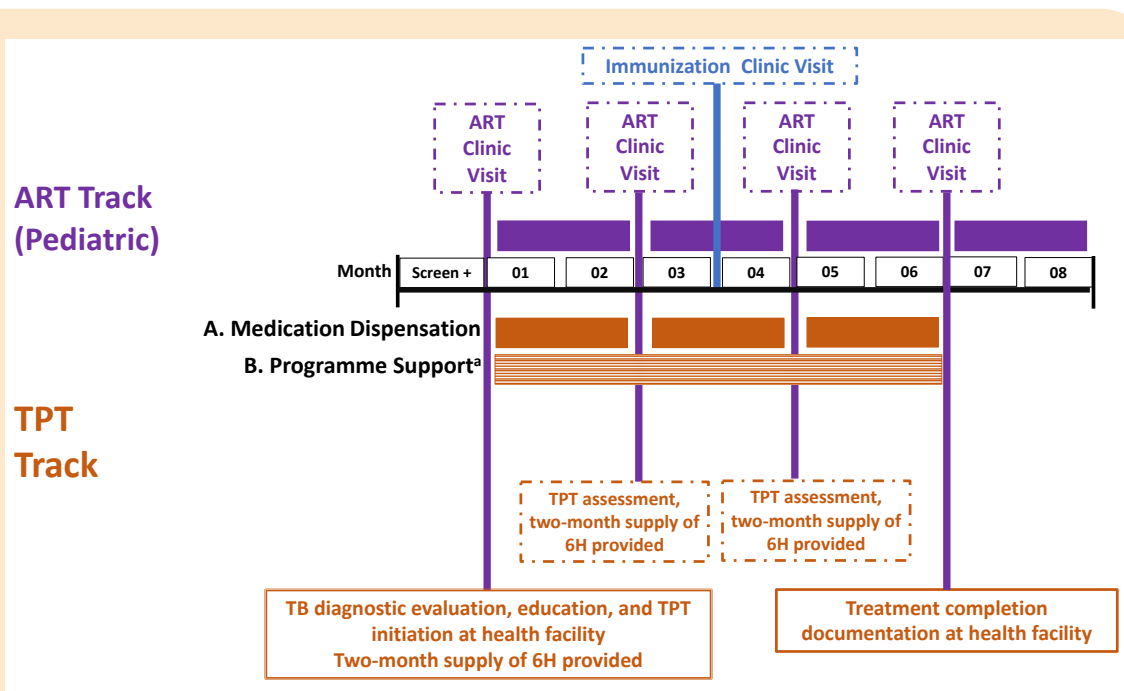 Immunization Clinic Visit
ART
Clinic
Visit
ART
Clinic
Visit
ART
Clinic
Visit
ART
Clinic
Visit
ART Track
(Pediatric)
Month
Screen +
01
02
03
04
05
06
07
08
A. Medication Dispensation
B. Programme Supportᵃ
TPT
Track
TPT assessment,
two-month supply of
6H provided
TPT assessment,
two-month supply of
6H provided
TB diagnostic evaluation, education, and TPT
initiation at health facility
Two-month supply of 6H provided
Treatment completion
documentation at health facility